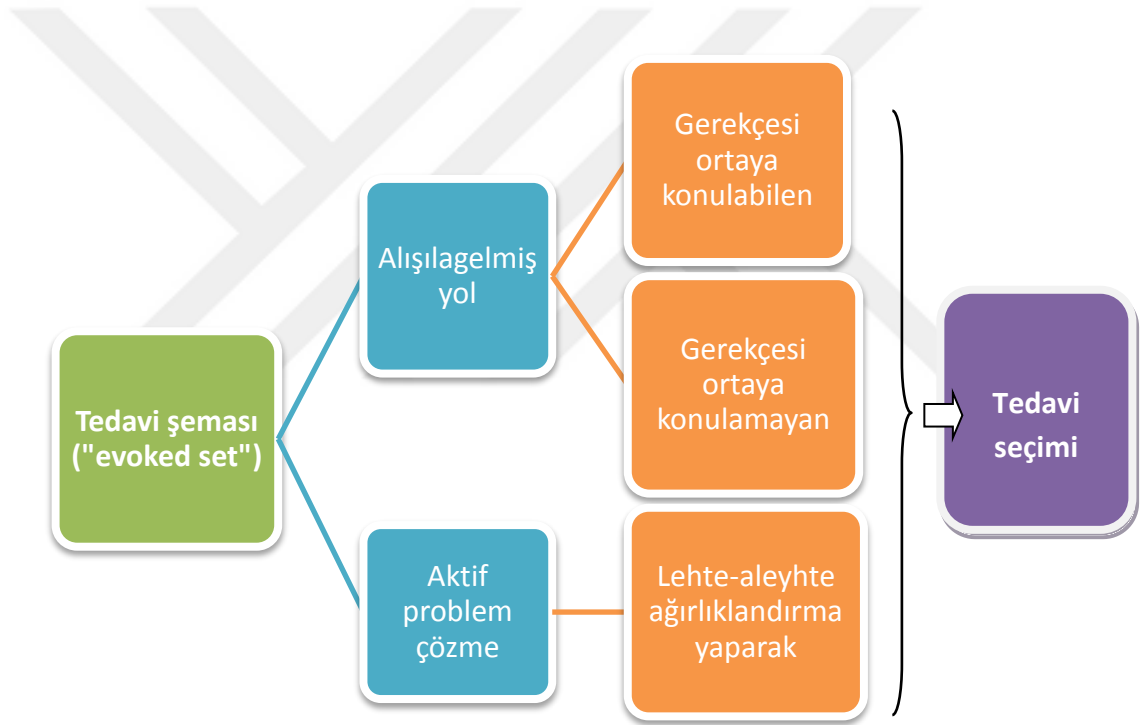 Tedavi şeması
("evoked set")
Alışılagelmiş
yol
Aktif
problem
çözme
Gerekçesi
ortaya
konulabilen
Gerekçesi
ortaya
konulamayan
Lehte-aleyhte
ağırlıklandırma
yaparak
Tedavi
seçimi